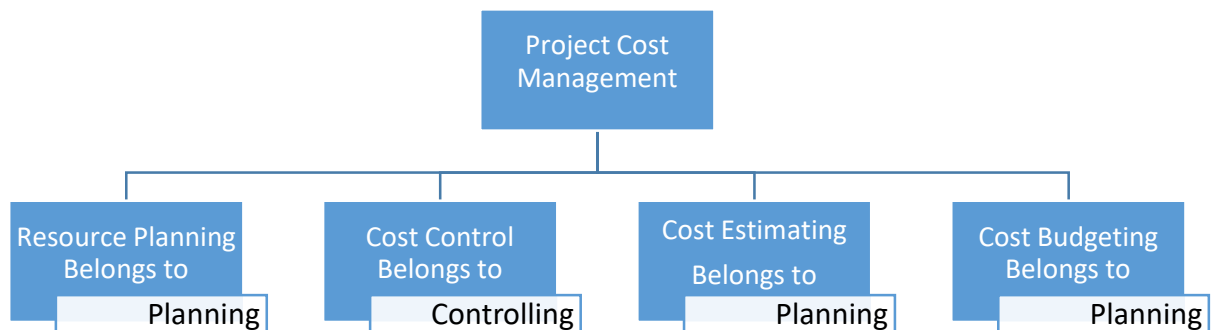 Project Cost
Management
Resource Planning
Belongs to
Planning
Cost Control
Belongs to
Controlling
Cost Estimating
Belongs to
Planning
Cost Budgeting
Belongs to
Planning